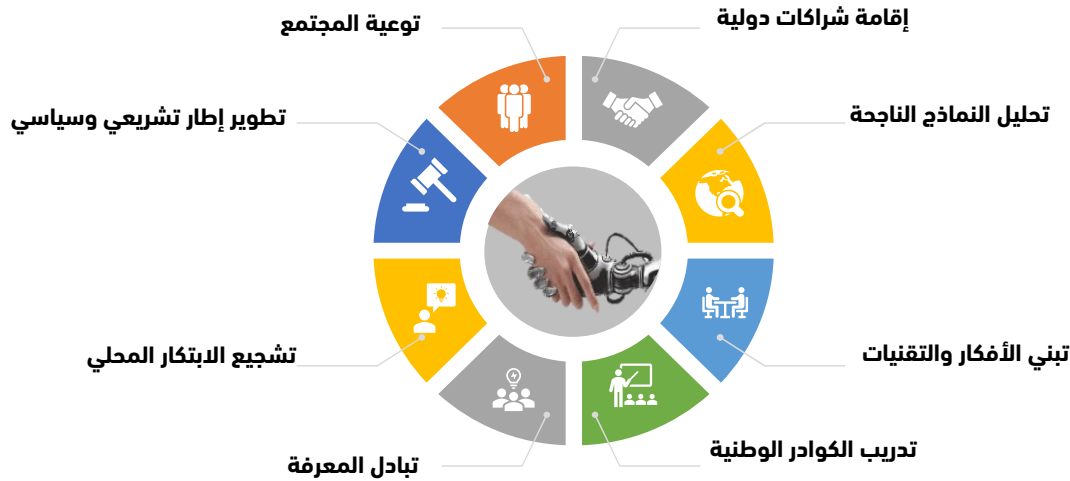 إقامة شراكات دولية
تحليل النماذج الناجحة
تبني الأفكار والتقنيات
تدريب الكوادر الوطنية
تبادل المعرفة
تشجيع الابتكار المحلي
تطوير إطار تشريعي وسياسي
توعية المجتمع